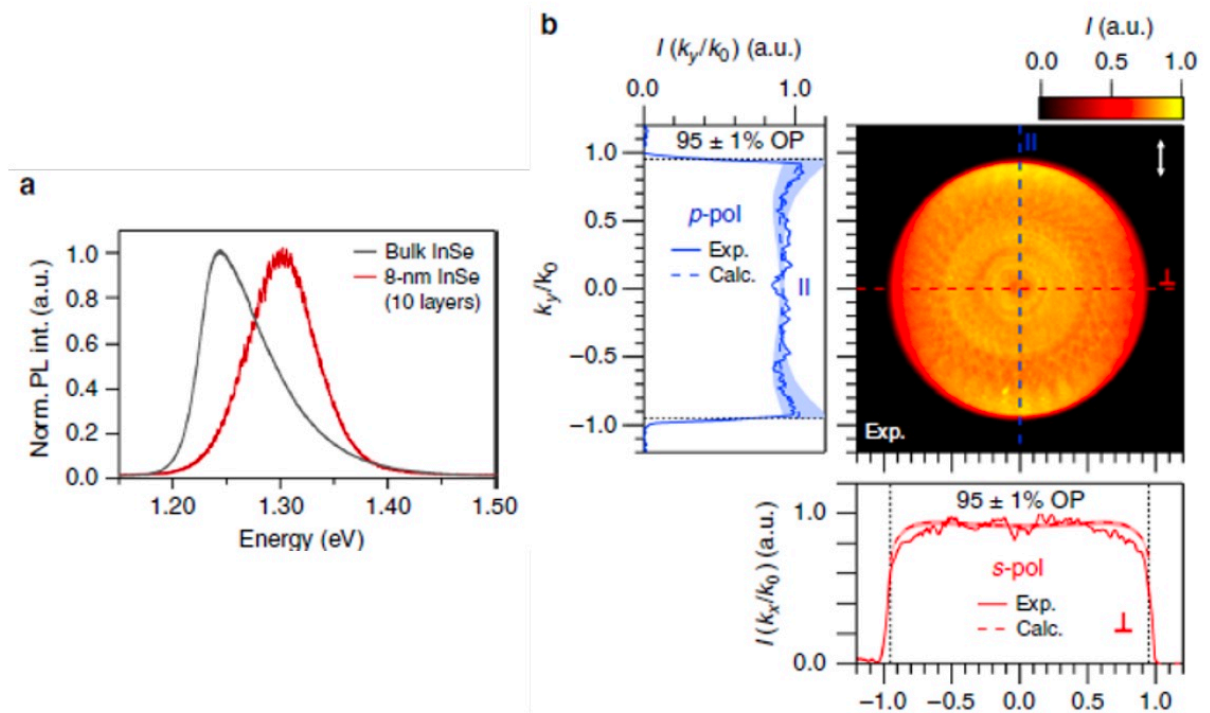 a
1.0
0.8
0.6
0.4
0.2
0.0
Norm. PL int. (a.u.)
Bulk InSe
8-nm InSe
(10 layers)
1.20 1.30 1.40 1.50
Energy (eV)
b
I (ky/k0) (a.u.)
0.0 1.0
95 ± 1% OP
1.0
0.5
0.0
−0.5
−1.0
ky/k0
p-pol
Exp.
Calc.
||
I (a.u.)
0.0 0.5 1.0
||
⊥
Exp.
95 ± 1% OP
1.0
0.0
I (kx/k0) (a.u.)
s-pol
Exp.
Calc.
⊥
−1.0 −0.5 0.0 0.5 1.0